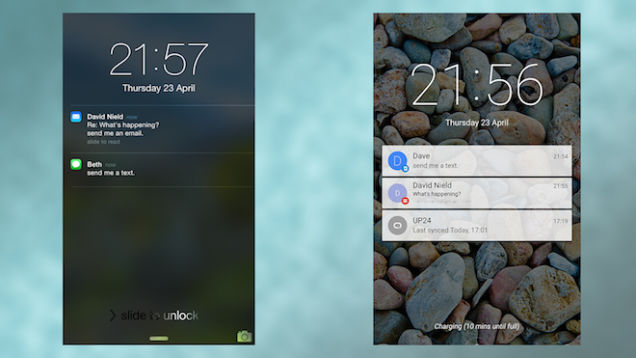 21:57
Thursday 23 April
David Nield now
Re: What's happening?
send me an email.
slide to read
Beth now
send me a text.
slide to unlock
21:56
Thursday 23 April
D
Dave 21:54
send me a text.
D
David Nield 21:55
What's happening?
UP24 17:19
Last synced Today, 17:01
Charging (10 mins until full)